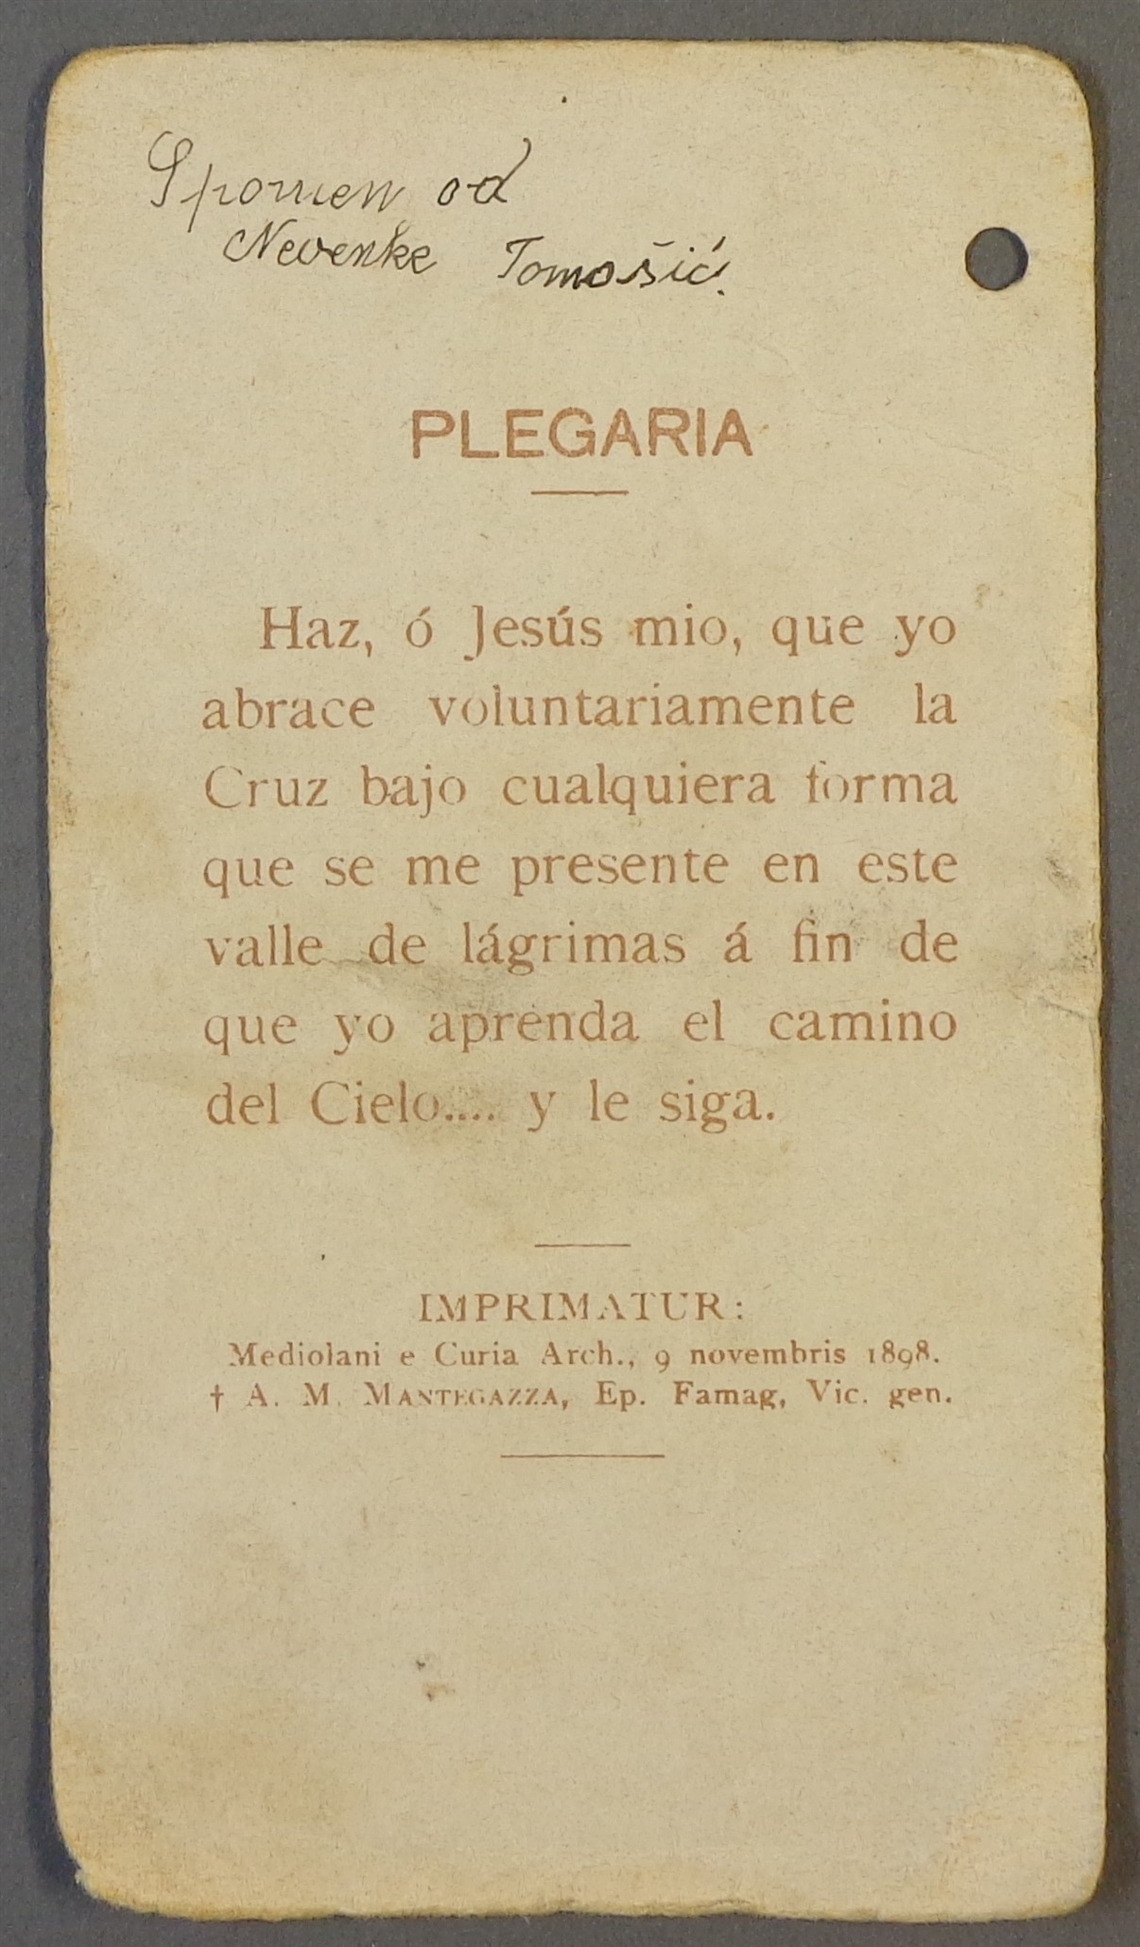 Spomen od
Nevenke Tomošić.
PLEGARIA
Haz, ó Jesús mio, que yo
abrace voluntariamente la
Cruz bajo cualquiera forma
que se me presente en este
valle de lágrimas á fin de
que yo aprenda el camino
del Cielo.... y le siga.
IMPRIMATUR:
Mediolani e Curia Arch., 9 novembris 1898.
† A. M. MANTEGAZZA, Ep. Famag, Vic. gen.